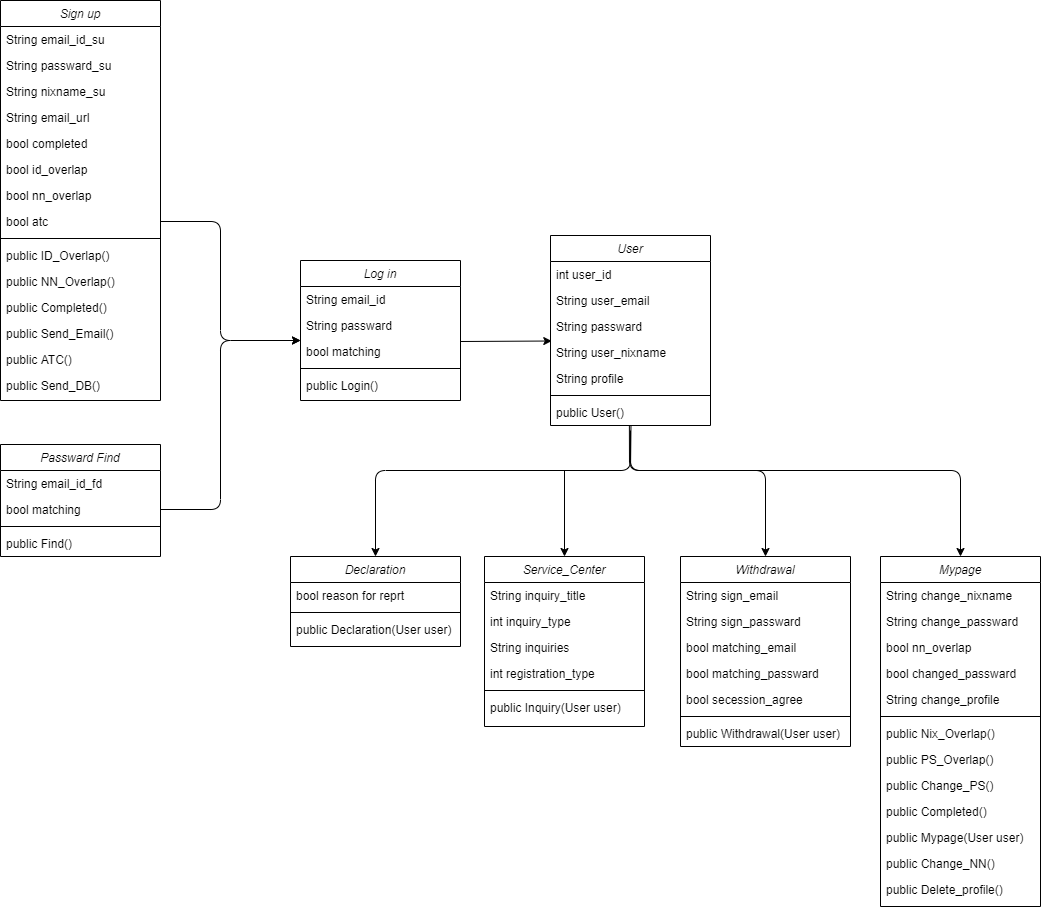 Sign up
String email_id_su
String passward_su
String nixname_su
String email_url
bool completed
bool id_overlap
bool nn_overlap
bool atc
public ID_Overlap()
public NN_Overlap()
public Completed()
public Send_Email()
public ATC()
public Send_DB()
Passward Find
String email_id_fd
bool matching
public Find()
Log in
String email_id
String passward
bool matching
public Login()
User
int user_id
String user_email
String passward
String user_nixname
String profile
public User()
Declaration
bool reason for reprt
public Declaration(User user)
Service_Center
String inquiry_title
int inquiry_type
String inquiries
int registration_type
public Inquiry(User user)
Withdrawal
String sign_email
String sign_passward
bool matching_email
bool matching_passward
bool secession_agree
public Withdrawal(User user)
Mypage
String change_nixname
String change_passward
bool nn_overlap
bool changed_passward
String change_profile
public Nix_Overlap()
public PS_Overlap()
public Change_PS()
public Completed()
public Mypage(User user)
public Change_NN()
public Delete_profile()